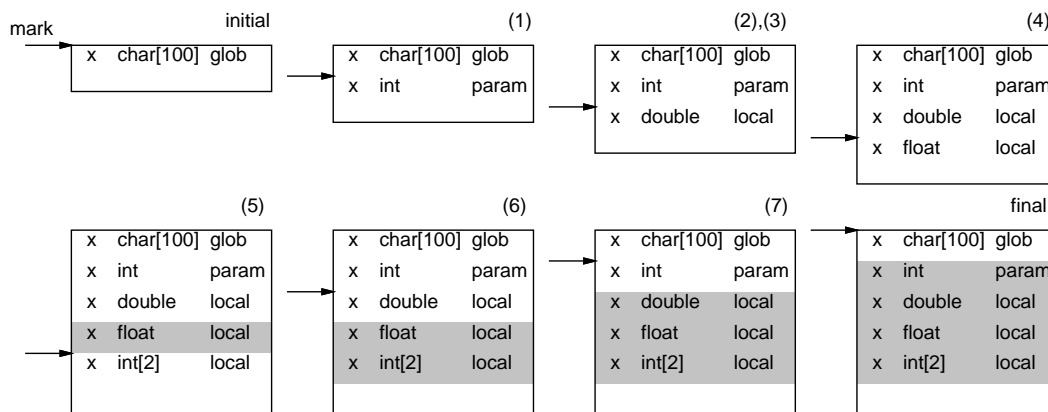 mark initial (1) (2),(3) (4)
x char[100] glob x char[100] glob x char[100] glob x char[100] glob
x int param x int param x int param
x double local x double local
x float local
(5) (6) (7) final
x char[100] glob x char[100] glob x char[100] glob x char[100] glob
x int param x int param x int param x int param
x double local x double local x double local x double local
x float local x float local x float local x float local
x int[2] local x int[2] local x int[2] local x int[2] local